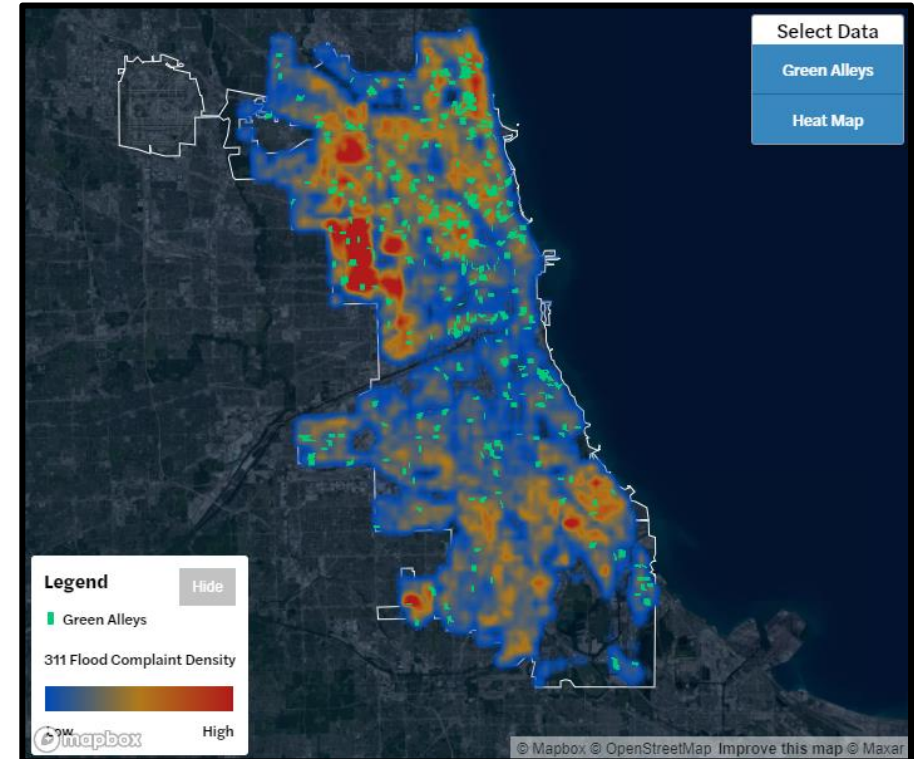 Select Data
Green Alleys
Heat Map
Legend
Hide
Green Alleys
311 Flood Complaint Density
Low High
mapbox
© Mapbox © OpenStreetMap Improve this map © Maxar